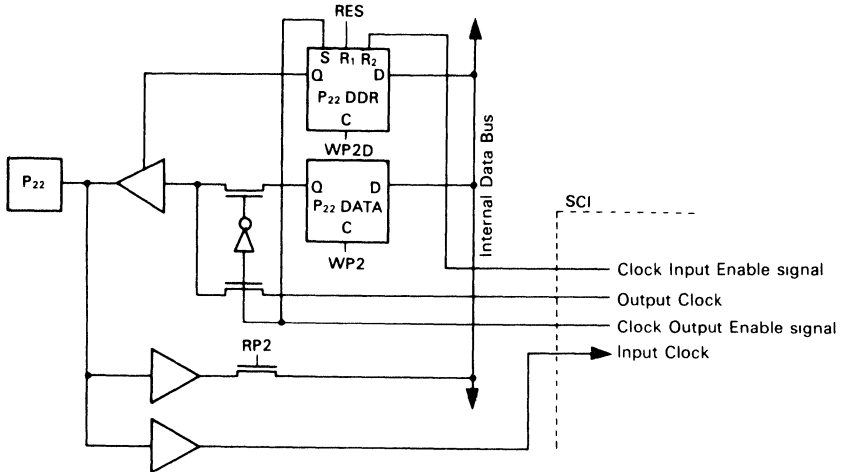 RES
S R₁ R₂
Q D
P₂₂ DDR
C
WP2D
P₂₂
Q D
P₂₂ DATA
C
WP2
Internal Data Bus
SCI
Clock Input Enable signal
Output Clock
Clock Output Enable signal
Input Clock
RP2